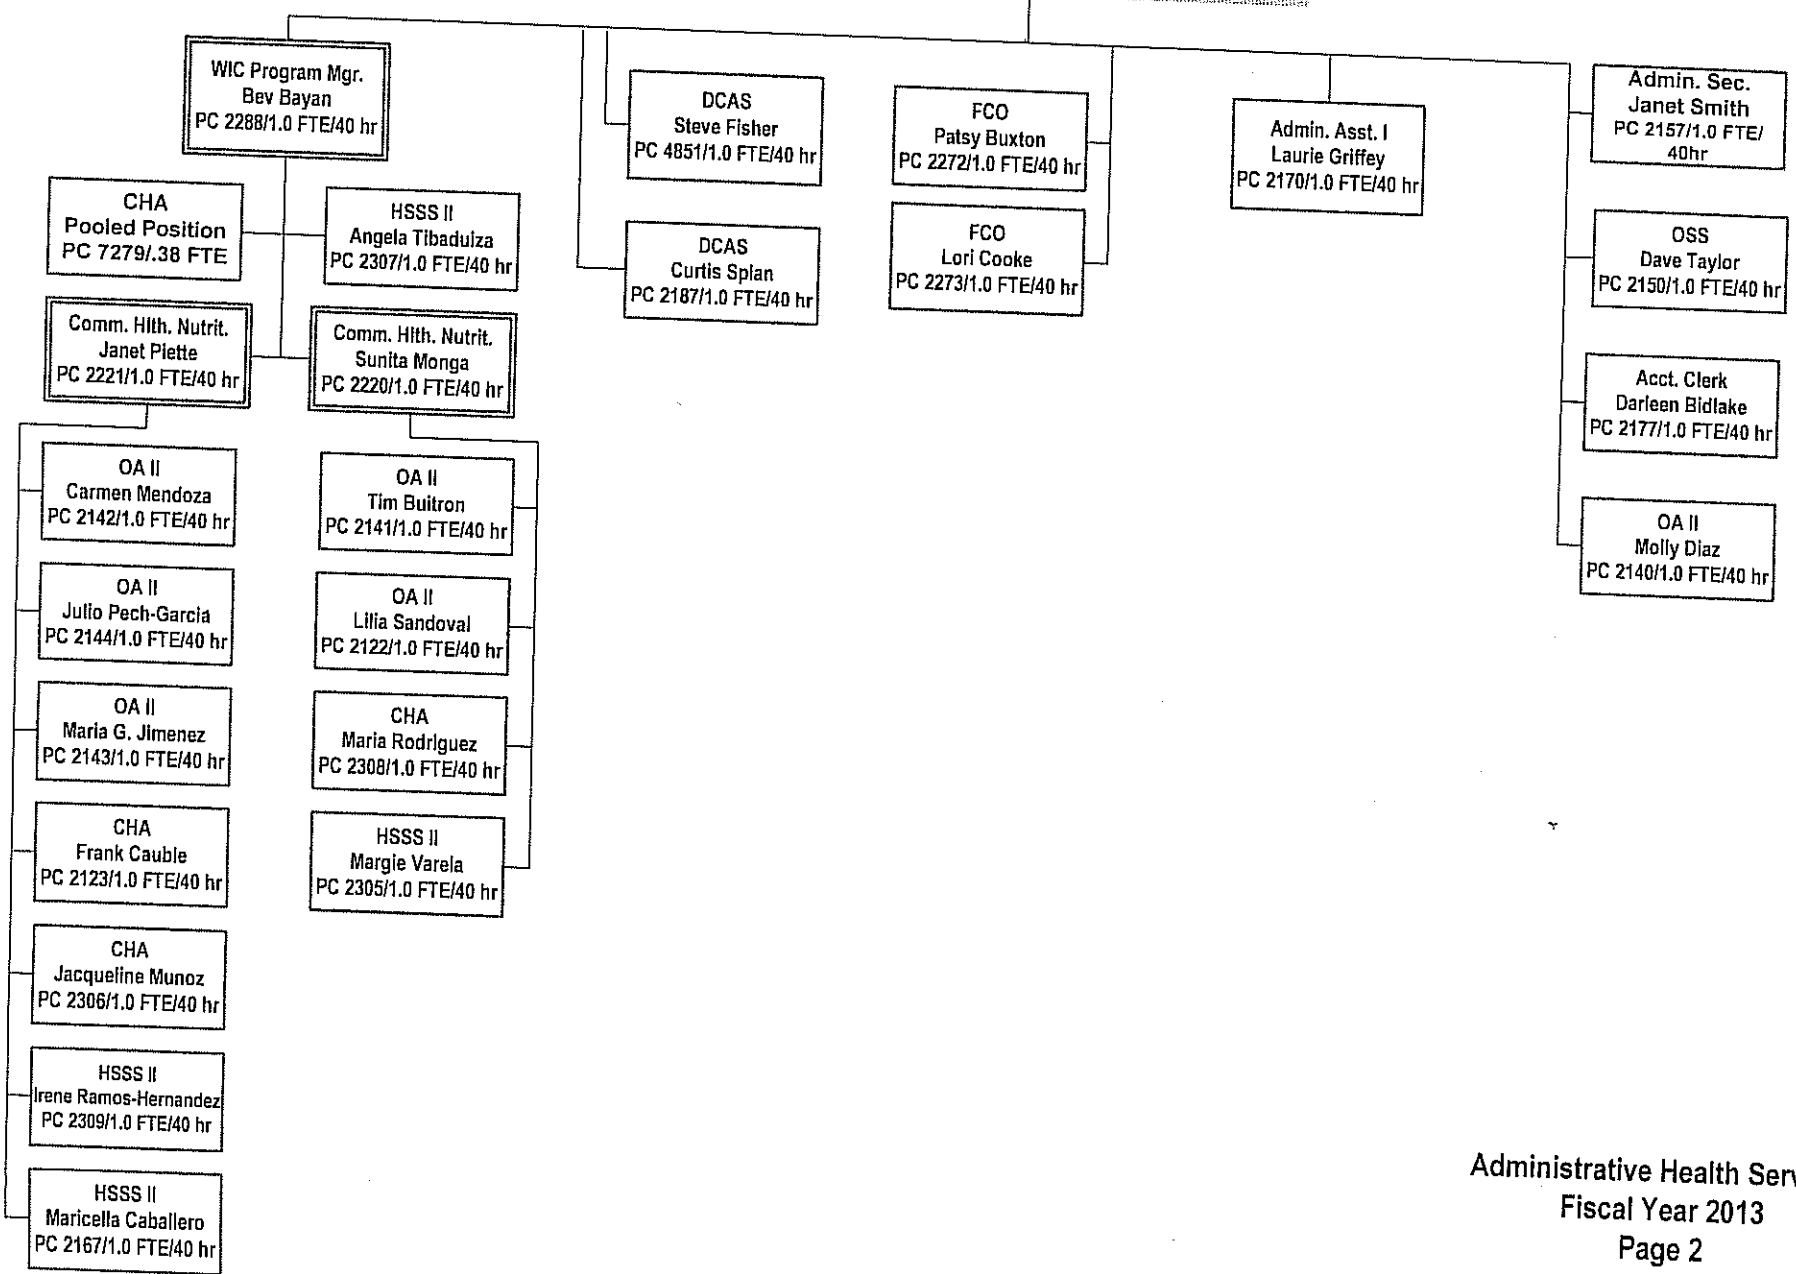 WIC Program Mgr.
Bev Bayan
PC 2288/1.0 FTE/40 hr
CHA
Pooled Position
PC 7279/.38 FTE
HSSS II
Angela Tibaduiza
PC 2307/1.0 FTE/40 hr
Comm. Hlth. Nutrit.
Janet Piette
PC 2221/1.0 FTE/40 hr
Comm. Hlth. Nutrit.
Sunita Monga
PC 2220/1.0 FTE/40 hr
OA II
Carmen Mendoza
PC 2142/1.0 FTE/40 hr
OA II
Julio Pech-Garcia
PC 2144/1.0 FTE/40 hr
OA II
Maria G. Jimenez
PC 2143/1.0 FTE/40 hr
CHA
Frank Cauble
PC 2123/1.0 FTE/40 hr
CHA
Jacqueline Munoz
PC 2306/1.0 FTE/40 hr
HSSS II
Irene Ramos-Hernandez
PC 2309/1.0 FTE/40 hr
HSSS II
Maricella Caballero
PC 2167/1.0 FTE/40 hr
OA II
Tim Buitron
PC 2141/1.0 FTE/40 hr
OA II
Lilia Sandoval
PC 2122/1.0 FTE/40 hr
CHA
Maria Rodriguez
PC 2308/1.0 FTE/40 hr
HSSS II
Margie Varela
PC 2305/1.0 FTE/40 hr
DCAS
Steve Fisher
PC 4851/1.0 FTE/40 hr
DCAS
Curtis Splan
PC 2187/1.0 FTE/40 hr
FCO
Patsy Buxton
PC 2272/1.0 FTE/40 hr
FCO
Lori Cooke
PC 2273/1.0 FTE/40 hr
Admin. Asst. I
Laurie Griffey
PC 2170/1.0 FTE/40 hr
Admin. Sec.
Janet Smith
PC 2157/1.0 FTE/
40hr
OSS
Dave Taylor
PC 2150/1.0 FTE/40 hr
Acct. Clerk
Darleen Bidlake
PC 2177/1.0 FTE/40 hr
OA II
Molly Diaz
PC 2140/1.0 FTE/40 hr
Administrative Health Serv
Fiscal Year 2013
Page 2